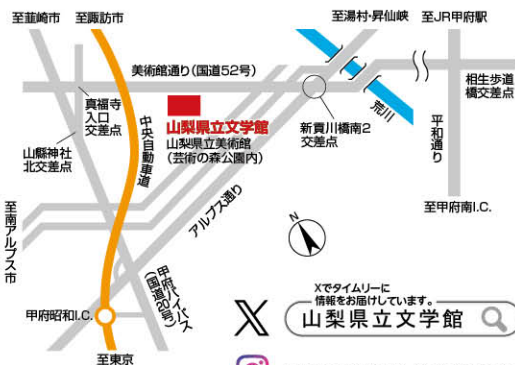 至韮崎市
至諏訪市
至湯村・昇仙峡
至JR甲府駅
美術館通り(国道52号)
真福寺
入口
交差点
山縣神社
北交差点
中央自動車道
山梨県立文学館
山梨県立美術館
(芸術の森公園内)
新貢川橋南2
交差点
荒川
相生歩道
橋交差点
平和通り
至南アルプス市
アルプス通り
至甲府南I.C.
N
甲府バイパス
(国道20号)
甲府昭和I.C.
至東京
Xでタイムリーに
情報をお届けしています。
山梨県立文学館